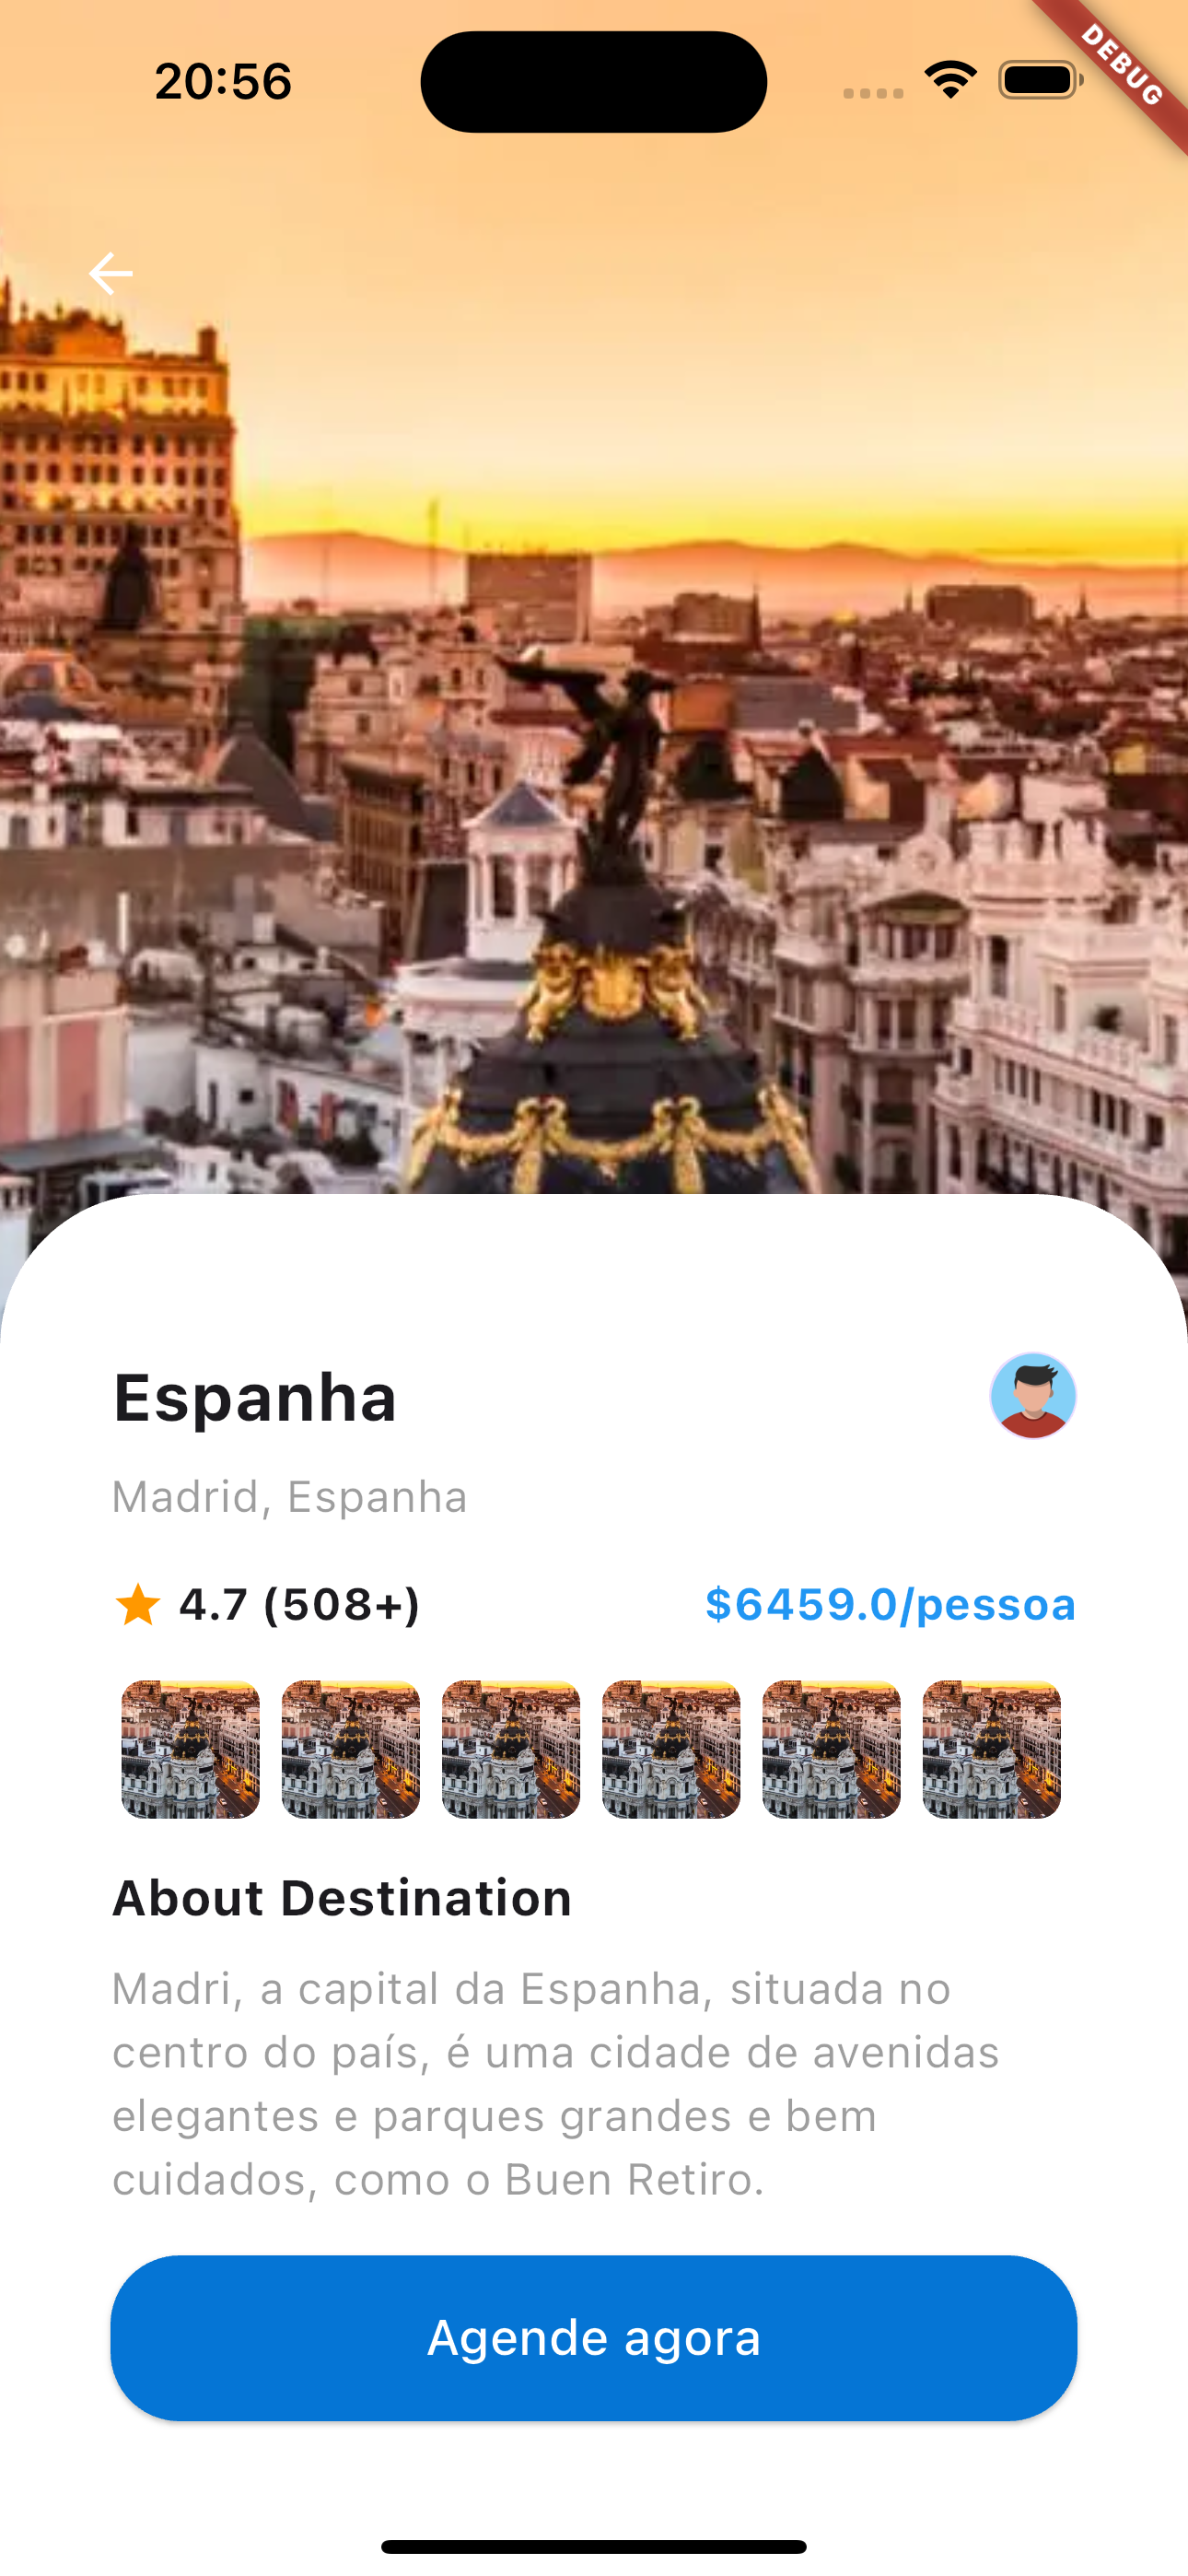 20:56
DEBUG
Espanha
Madrid, Espanha
4.7 (508+)
$6459.0/pessoa
About Destination
Madri, a capital da Espanha, situada no
centro do país, é uma cidade de avenidas
elegantes e parques grandes e bem
cuidados, como o Buen Retiro.
Agende agora